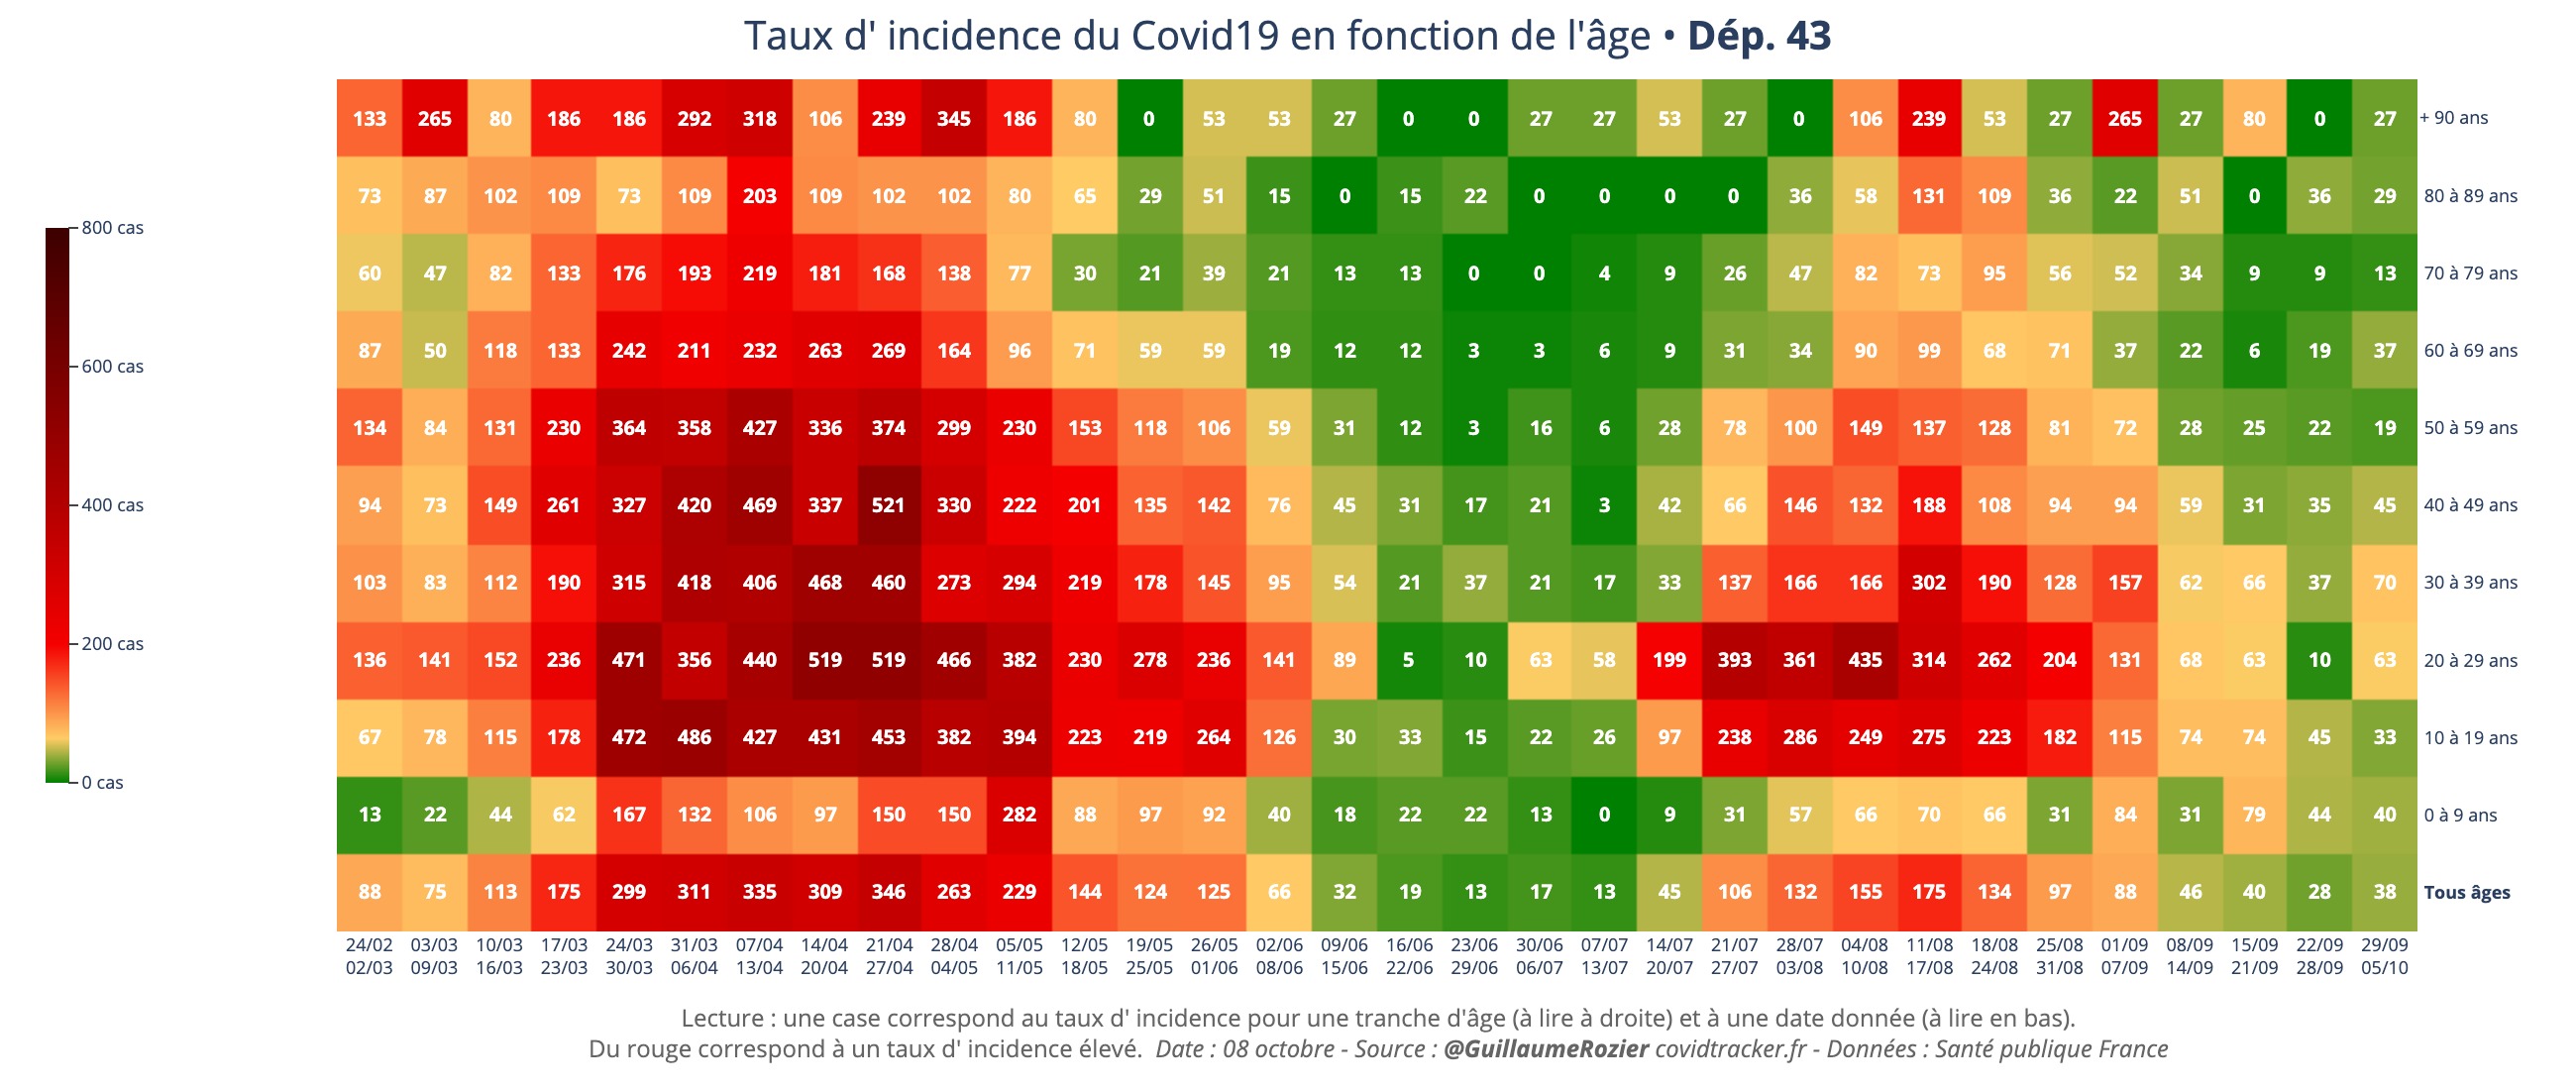 Taux d' incidence du Covid19 en fonction de l'âge • Dép. 43
133 265 80 186 186 292 318 106 239 345 186 80 0 53 53 27 0 0 27 27 53 27 0 106 239 53 27 265 27 80 0 27 + 90 ans
73 87 102 109 73 109 203 109 102 102 80 65 29 51 15 0 15 22 0 0 0 0 36 58 131 109 36 22 51 0 36 29 80 à 89 ans
800 cas
60 47 82 133 176 193 219 181 168 138 77 30 21 39 21 13 13 0 0 4 9 26 47 82 73 95 56 52 34 9 9 13 70 à 79 ans
87 50 118 133 242 211 232 263 269 164 96 71 59 59 19 12 12 3 3 6 9 31 34 90 99 68 71 37 22 6 19 37 60 à 69 ans
600 cas
134 84 131 230 364 358 427 336 374 299 230 153 118 106 59 31 12 3 16 6 28 78 100 149 137 128 81 72 28 25 22 19 50 à 59 ans
400 cas
94 73 149 261 327 420 469 337 521 330 222 201 135 142 76 45 31 17 21 3 42 66 146 132 188 108 94 94 59 31 35 45 40 à 49 ans
103 83 112 190 315 418 406 468 460 273 294 219 178 145 95 54 21 37 21 17 33 137 166 166 302 190 128 157 62 66 37 70 30 à 39 ans
200 cas
136 141 152 236 471 356 440 519 519 466 382 230 278 236 141 89 5 10 63 58 199 393 361 435 314 262 204 131 68 63 10 63 20 à 29 ans
67 78 115 178 472 486 427 431 453 382 394 223 219 264 126 30 33 15 22 26 97 238 286 249 275 223 182 115 74 74 45 33 10 à 19 ans
0 cas
13 22 44 62 167 132 106 97 150 150 282 88 97 92 40 18 22 22 13 0 9 31 57 66 70 66 31 84 31 79 44 40 0 à 9 ans
88 75 113 175 299 311 335 309 346 263 229 144 124 125 66 32 19 13 17 13 45 106 132 155 175 134 97 88 46 40 28 38 Tous âges
24/02 03/03 10/03 17/03 24/03 31/03 07/04 14/04 21/04 28/04 05/05 12/05 19/05 26/05 02/06 09/06 16/06 23/06 30/06 07/07 14/07 21/07 28/07 04/08 11/08 18/08 25/08 01/09 08/09 15/09 22/09 29/09
02/03 09/03 16/03 23/03 30/03 06/04 13/04 20/04 27/04 04/05 11/05 18/05 25/05 01/06 08/06 15/06 22/06 29/06 06/07 13/07 20/07 27/07 03/08 10/08 17/08 24/08 31/08 07/09 14/09 21/09 28/09 05/10
Lecture : une case correspond au taux d' incidence pour une tranche d'âge (à lire à droite) et à une date donnée (à lire en bas).
Du rouge correspond à un taux d' incidence élevé. Date : 08 octobre - Source : @GuillaumeRozier covidtracker.fr - Données : Santé publique France